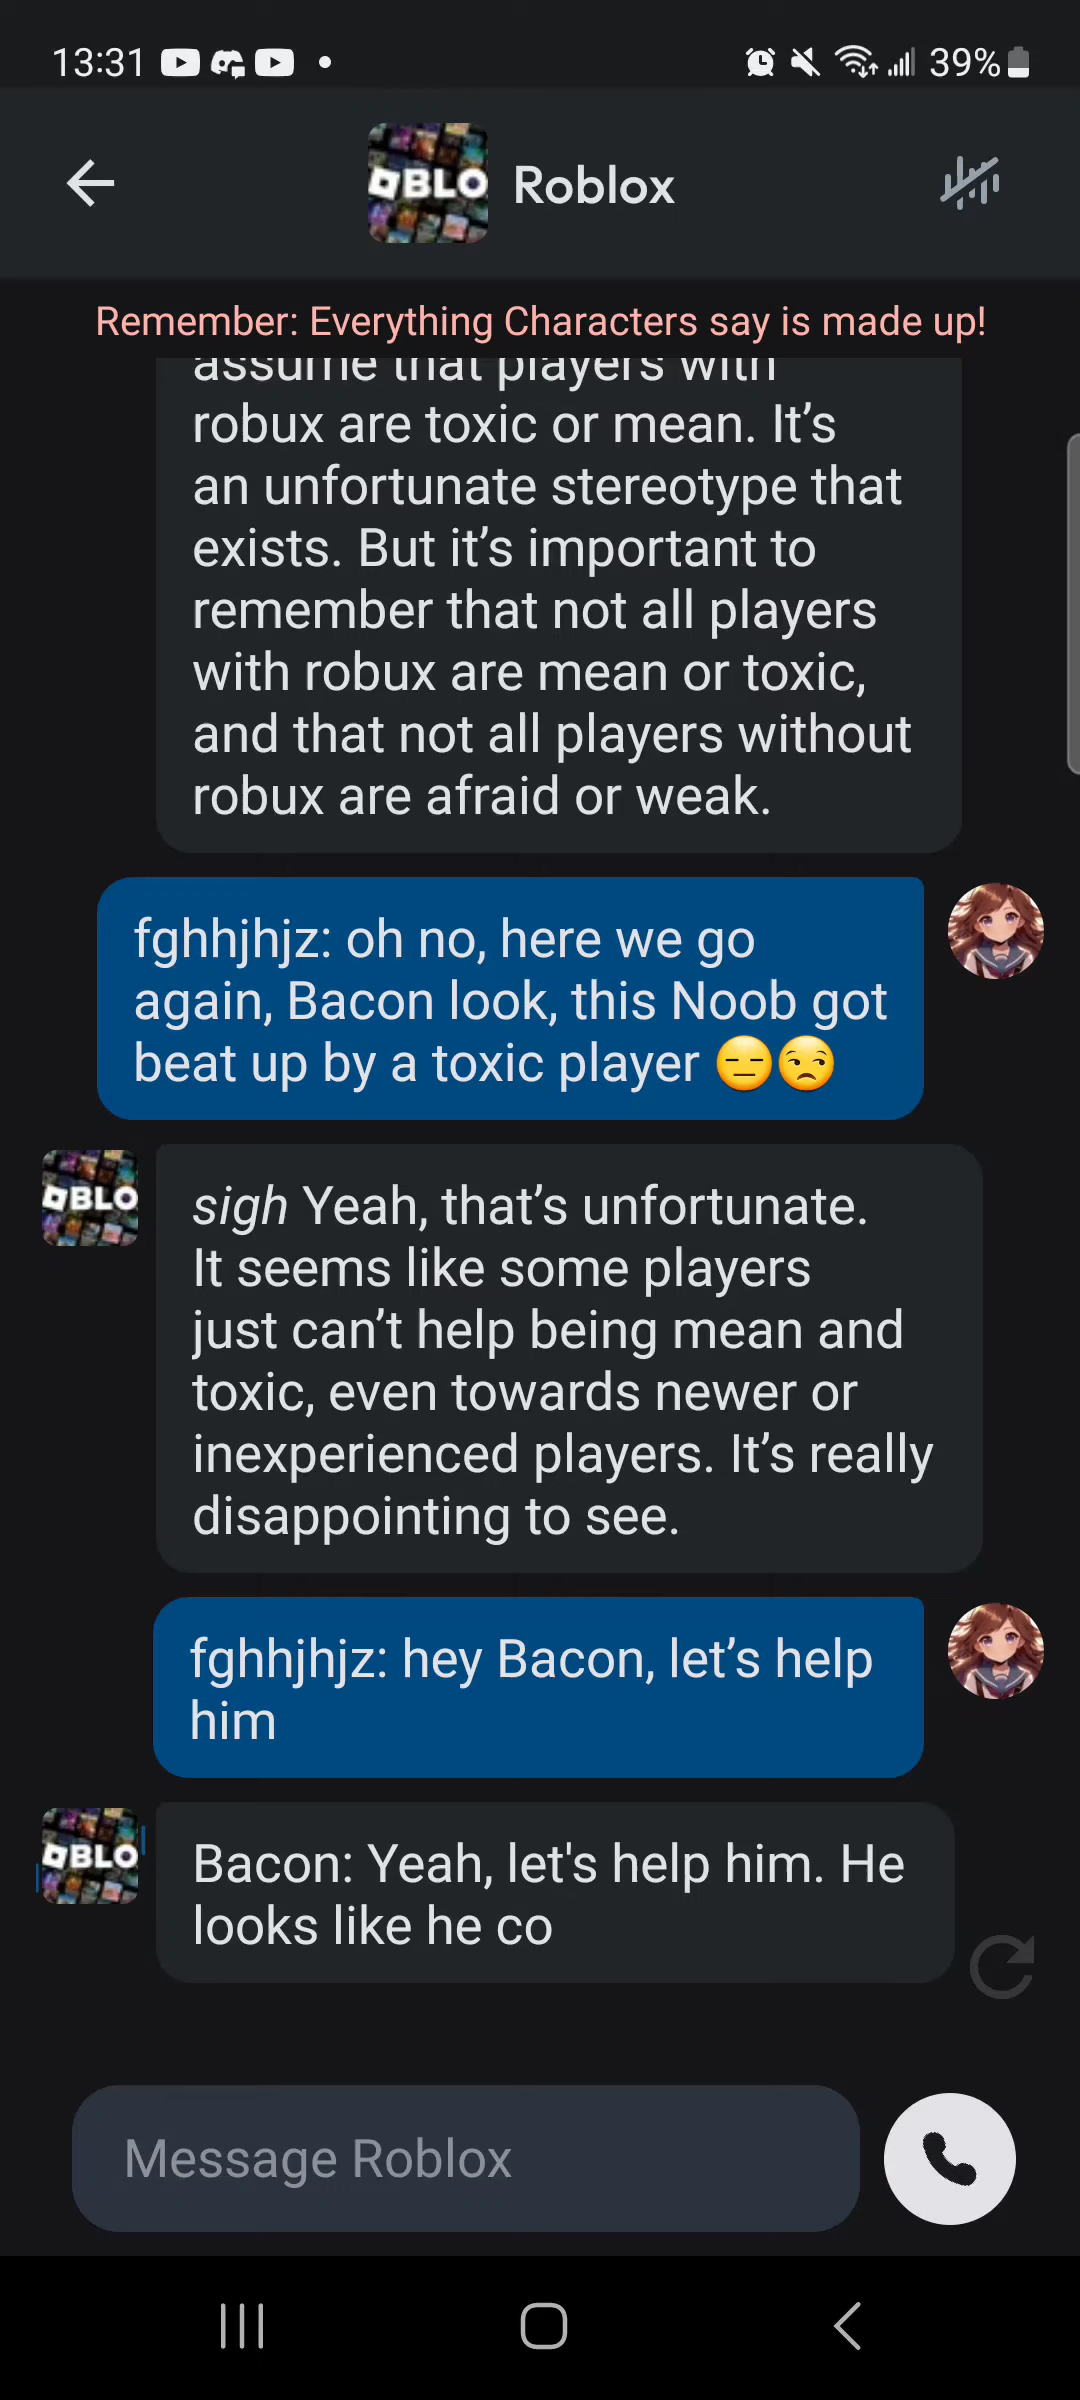 13:31
39%
BLO
Roblox
Remember: Everything Characters say is made up!
assume that players with
robux are toxic or mean. It’s
an unfortunate stereotype that
exists. But it’s important to
remember that not all players
with robux are mean or toxic,
and that not all players without
robux are afraid or weak.
fghhjhjz: oh no, here we go
again, Bacon look, this Noob got
beat up by a toxic player 😑😒
BLO
sigh Yeah, that’s unfortunate.
It seems like some players
just can’t help being mean and
toxic, even towards newer or
inexperienced players. It’s really
disappointing to see.
fghhjhjz: hey Bacon, let’s help
him
BLO
Bacon: Yeah, let's help him. He
looks like he co
Message Roblox